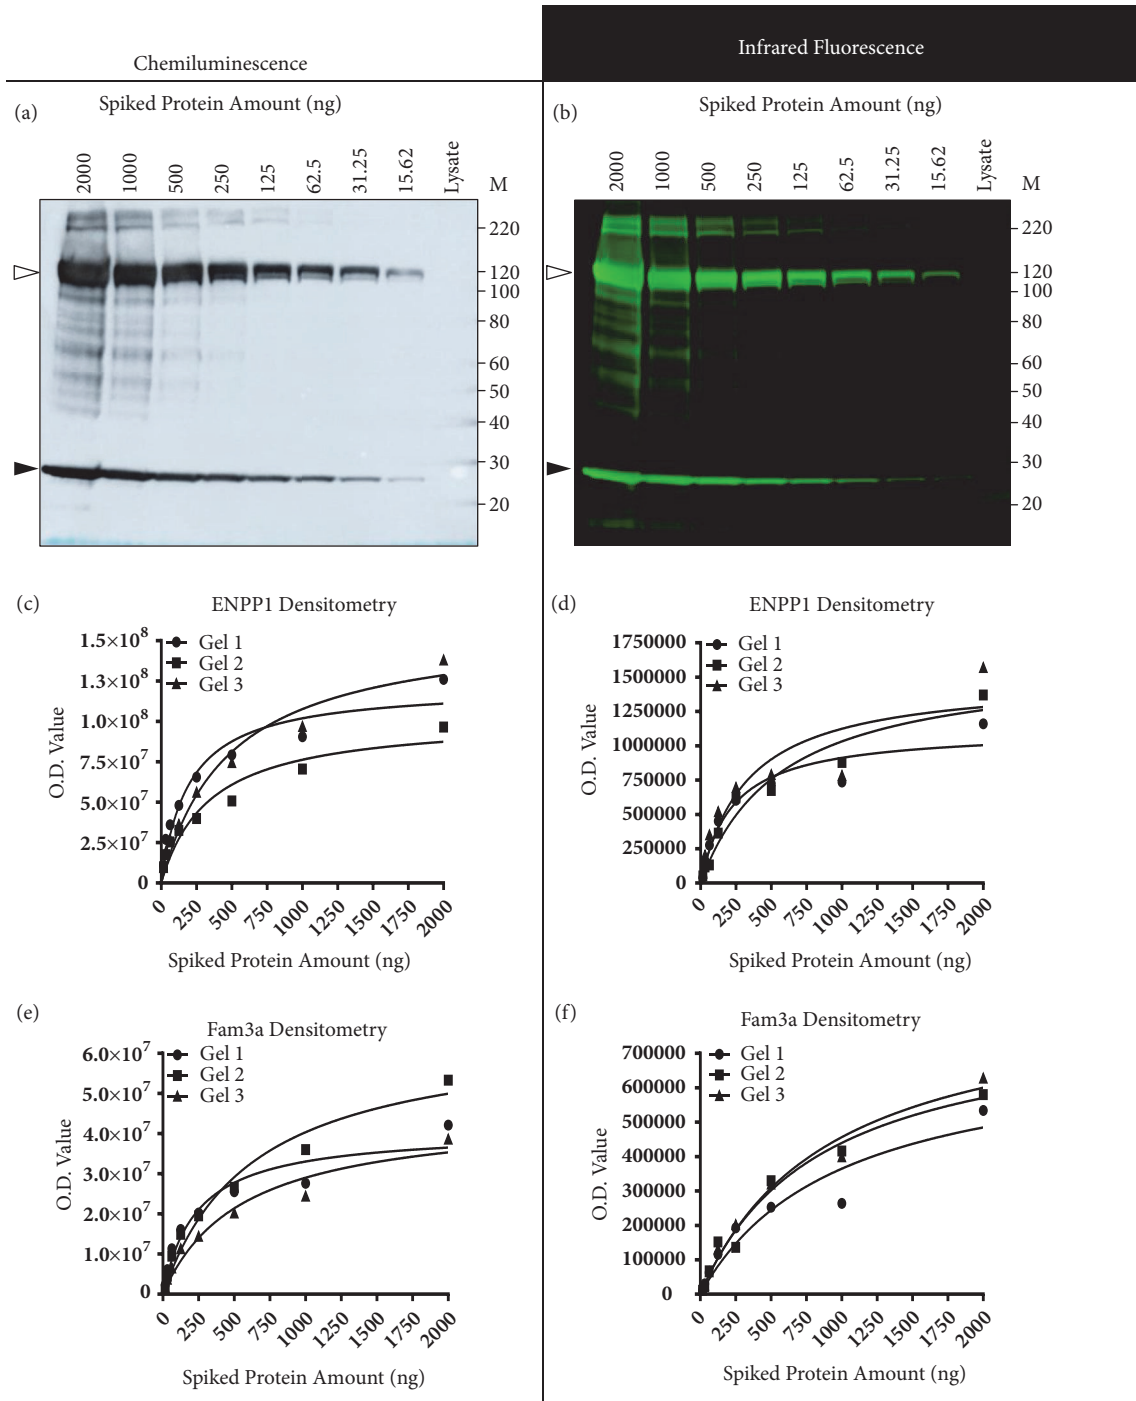 Chemiluminescence
Infrared Fluorescence
(a)
Spiked Protein Amount (ng)
2000 1000 500 250 125 62.5 31.25 15.62 Lysate M
220
120
100
80
60
50
40
30
20
(b)
Spiked Protein Amount (ng)
2000 1000 500 250 125 62.5 31.25 15.62 Lysate M
220
120
100
80
60
50
40
30
20
(c)
ENPP1 Densitometry
Gel 1
Gel 2
Gel 3
O.D. Value
1.5×10⁸
1.3×10⁸
1.0×10⁸
7.5×10⁷
5.0×10⁷
2.5×10⁷
0
0 250 500 750 1000 1250 1500 1750 2000
Spiked Protein Amount (ng)
(d)
ENPP1 Densitometry
Gel 1
Gel 2
Gel 3
O.D. Value
1750000
1500000
1250000
1000000
750000
500000
250000
0
0 250 500 750 1000 1250 1500 1750 2000
Spiked Protein Amount (ng)
(e)
Fam3a Densitometry
Gel 1
Gel 2
Gel 3
O.D. Value
6.0×10⁷
5.0×10⁷
4.0×10⁷
3.0×10⁷
2.0×10⁷
1.0×10⁷
0
0 250 500 750 1000 1250 1500 1750 2000
Spiked Protein Amount (ng)
(f)
Fam3a Densitometry
Gel 1
Gel 2
Gel 3
O.D. Value
700000
600000
500000
400000
300000
200000
100000
0
0 250 500 750 1000 1250 1500 1750 2000
Spiked Protein Amount (ng)